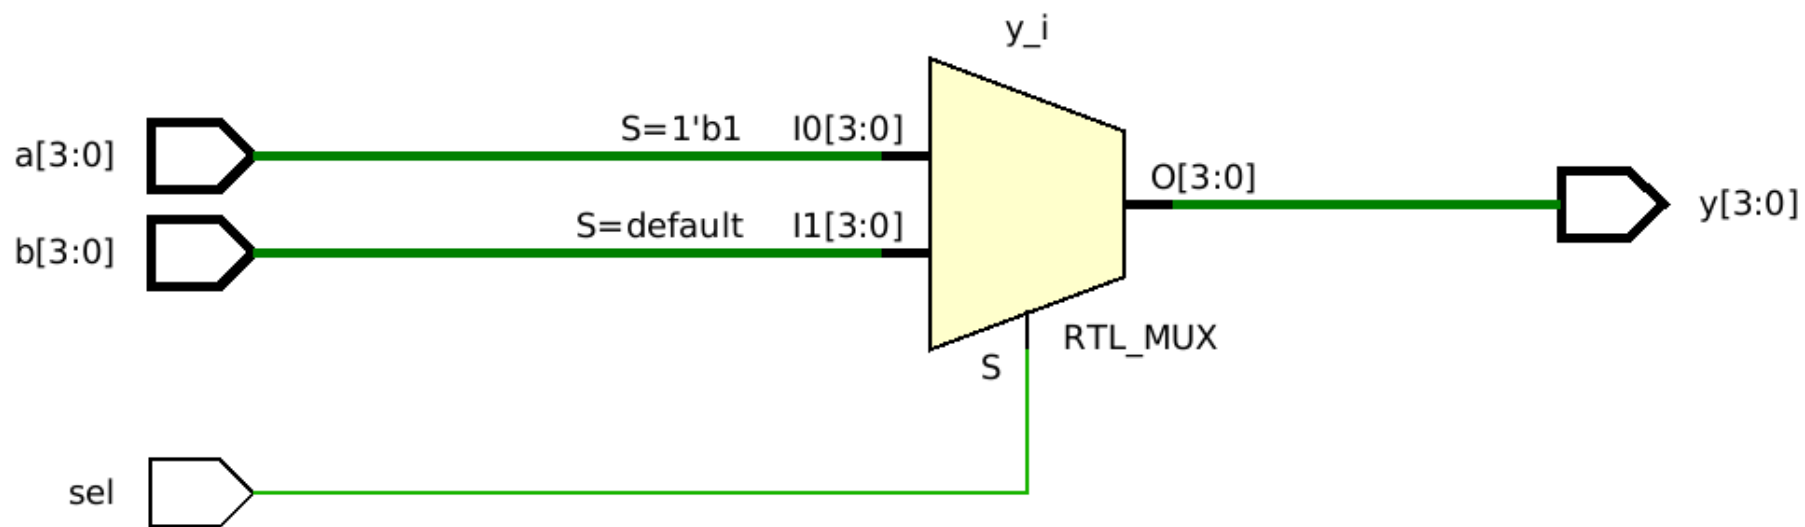 y_i
a[3:0]
S=1'b1
I0[3:0]
b[3:0]
S=default
I1[3:0]
O[3:0]
y[3:0]
RTL_MUX
S
sel